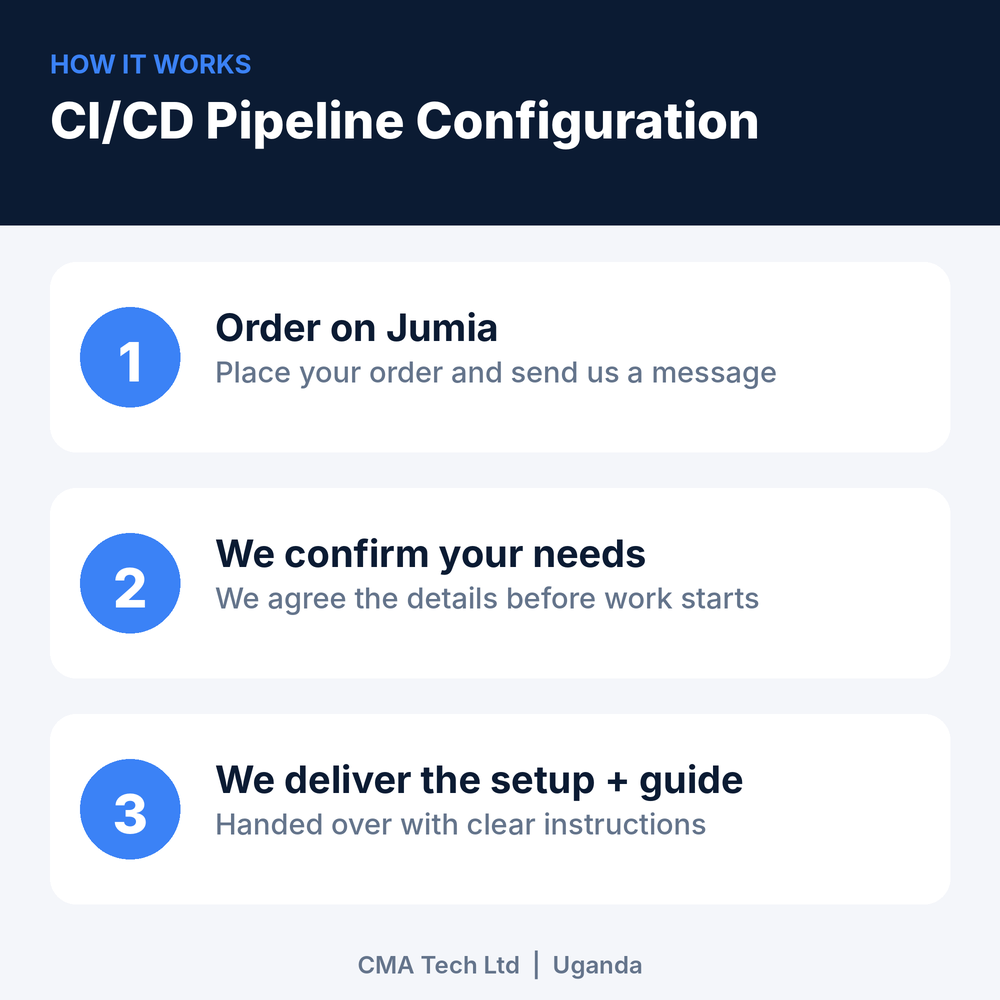 HOW IT WORKS
CI/CD Pipeline Configuration
1
Order on Jumia
Place your order and send us a message
2
We confirm your needs
We agree the details before work starts
3
We deliver the setup + guide
Handed over with clear instructions
CMA Tech Ltd | Uganda